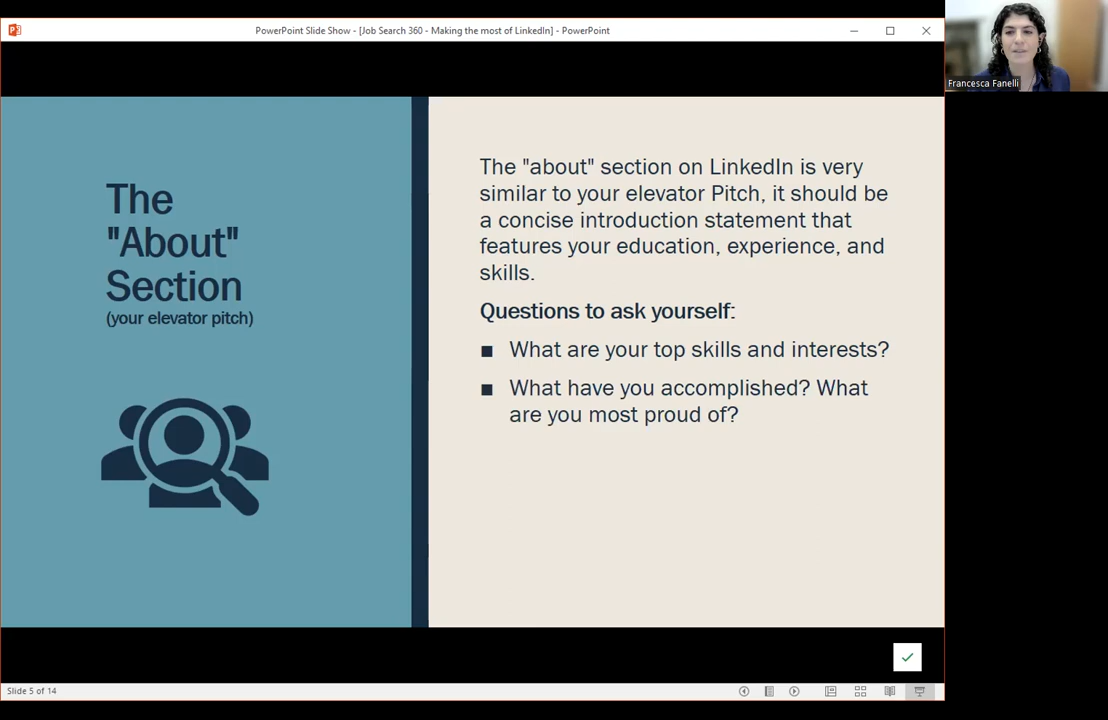 PowerPoint Slide Show - [Job Search 360 - Making the most of LinkedIn] - PowerPoint
Francesca Fanelli
The
"About"
Section
(your elevator pitch)
The "about" section on LinkedIn is very
similar to your elevator Pitch, it should be
a concise introduction statement that
features your education, experience, and
skills.
Questions to ask yourself:
■ What are your top skills and interests?
■ What have you accomplished? What
are you most proud of?
Slide 5 of 14